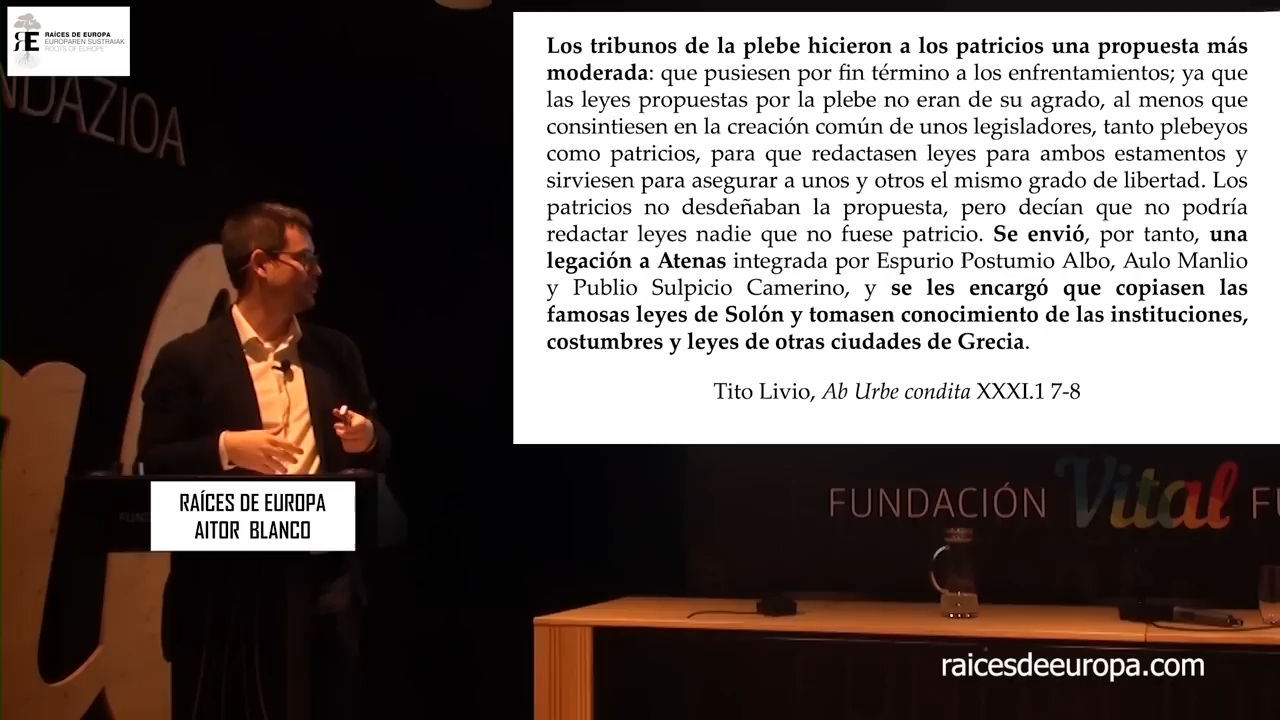 RAÍCES DE EUROPA
EUROPAREN SUSTRAIAK
ROOTS OF EUROPE
NDAZIOA
Los tribunos de la plebe hicieron a los patricios una propuesta más
moderada: que pusiesen por fin término a los enfrentamientos; ya que
las leyes propuestas por la plebe no eran de su agrado, al menos que
consintiesen en la creación común de unos legisladores, tanto plebeyos
como patricios, para que redactasen leyes para ambos estamentos y
sirviesen para asegurar a unos y otros el mismo grado de libertad. Los
patricios no desdeñaban la propuesta, pero decían que no podría
redactar leyes nadie que no fuese patricio. Se envió, por tanto, una
legación a Atenas integrada por Espurio Postumio Albo, Aulo Manlio
y Publio Sulpicio Camerino, y se les encargó que copiasen las
famosas leyes de Solón y tomasen conocimiento de las instituciones,
costumbres y leyes de otras ciudades de Grecia.
Tito Livio, Ab Urbe condita XXXI.1 7-8
RAÍCES DE EUROPA
AITOR BLANCO
FUNDACIÓN Vital FU
raicesdeeuropa.com